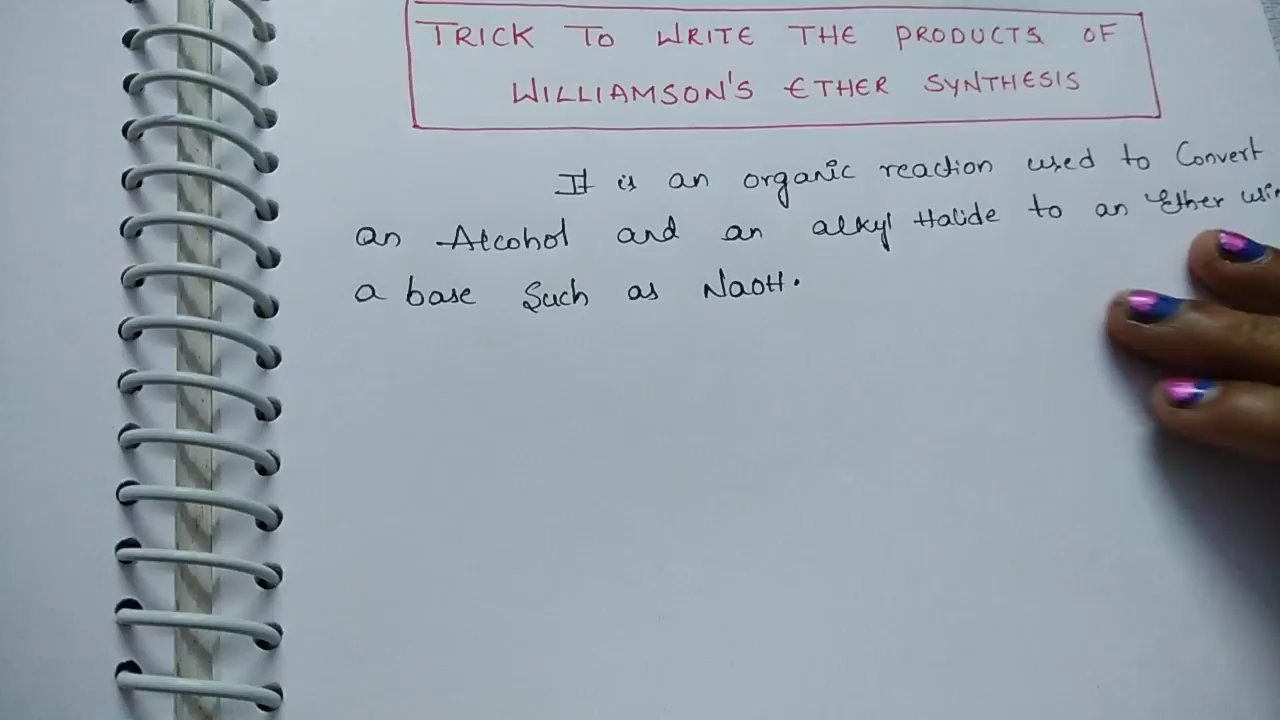 TRICK TO WRITE THE PRODUCTS OF
WILLIAMSON'S ETHER SYNTHESIS
It is an organic reaction used to Convert
an Alcohol and an alkyl Halide to an Ether
a base Such as NaoH.